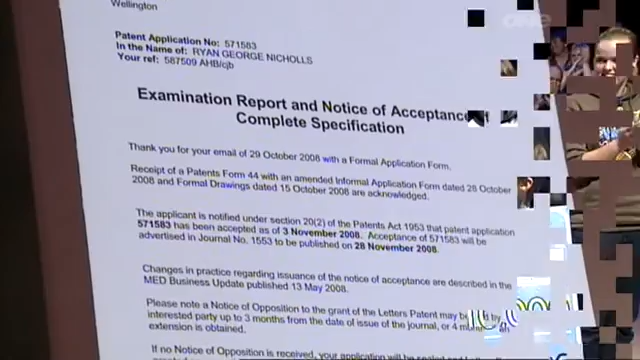 Wellington
Patent Application No: 571583
In the Name of: RYAN GEORGE NICHOLLS
Your ref: 587509 AHB/cjb
Examination Report and Notice of Acceptance
Complete Specification
Thank you for your email of 29 October 2008 with a Formal Application Form.
Receipt of a Patents Form 44 with an amended Informal Application Form dated 28 October
2008 and Formal Drawings dated 15 October 2008 are acknowledged.
The applicant is notified under section 20(2) of the Patents Act 1953 that patent application
571583 has been accepted as of 3 November 2008. Acceptance of 571583 will be
advertised in Journal No. 1553 to be published on 28 November 2008.
Changes in practice regarding issuance of the notice of acceptance are described in the
MED Business Update published 13 May 2008.
Please note a Notice of Opposition to the grant of the Letters Patent may
interested party up to 3 months from the date of issue of the journal, or 4
extension is obtained.
If no Notice of Opposition is received, your application will be sealed
ONE